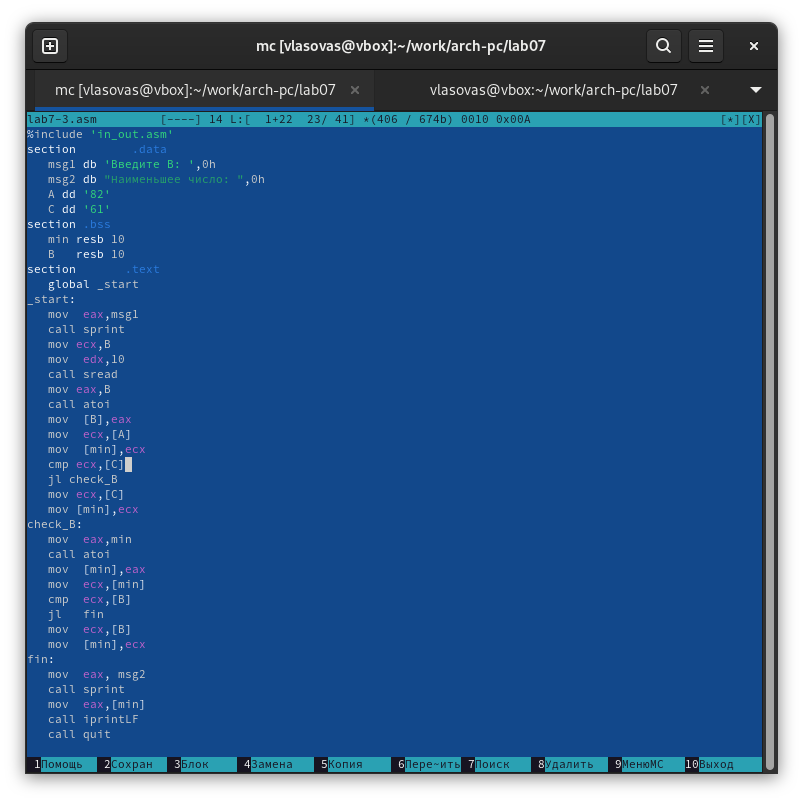 mc [vlasovas@vbox]:~/work/arch-pc/lab07
mc [vlasovas@vbox]:~/work/arch-pc/lab07 × vlasovas@vbox:~/work/arch-pc/lab07 ×
lab7-3.asm [----] 14 L:[ 1+22 23/ 41] *(406 / 674b) 0010 0x00A [*][X]
%include 'in_out.asm'
section .data
msg1 db 'Введите B: ',0h
msg2 db "Наименьшее число: ",0h
A dd '82'
C dd '61'
section .bss
min resb 10
B resb 10
section .text
global _start
_start:
mov eax,msg1
call sprint
mov ecx,B
mov edx,10
call sread
mov eax,B
call atoi
mov [B],eax
mov ecx,[A]
mov [min],ecx
cmp ecx,[C]
jl check_B
mov ecx,[C]
mov [min],ecx
check_B:
mov eax,min
call atoi
mov [min],eax
mov ecx,[min]
cmp ecx,[B]
jl fin
mov ecx,[B]
mov [min],ecx
fin:
mov eax, msg2
call sprint
mov eax,[min]
call iprintLF
call quit
1Помощь 2Сохран 3Блок 4Замена 5Копия 6Пере~ить 7Поиск 8Удалить 9МенюMC 10Выход